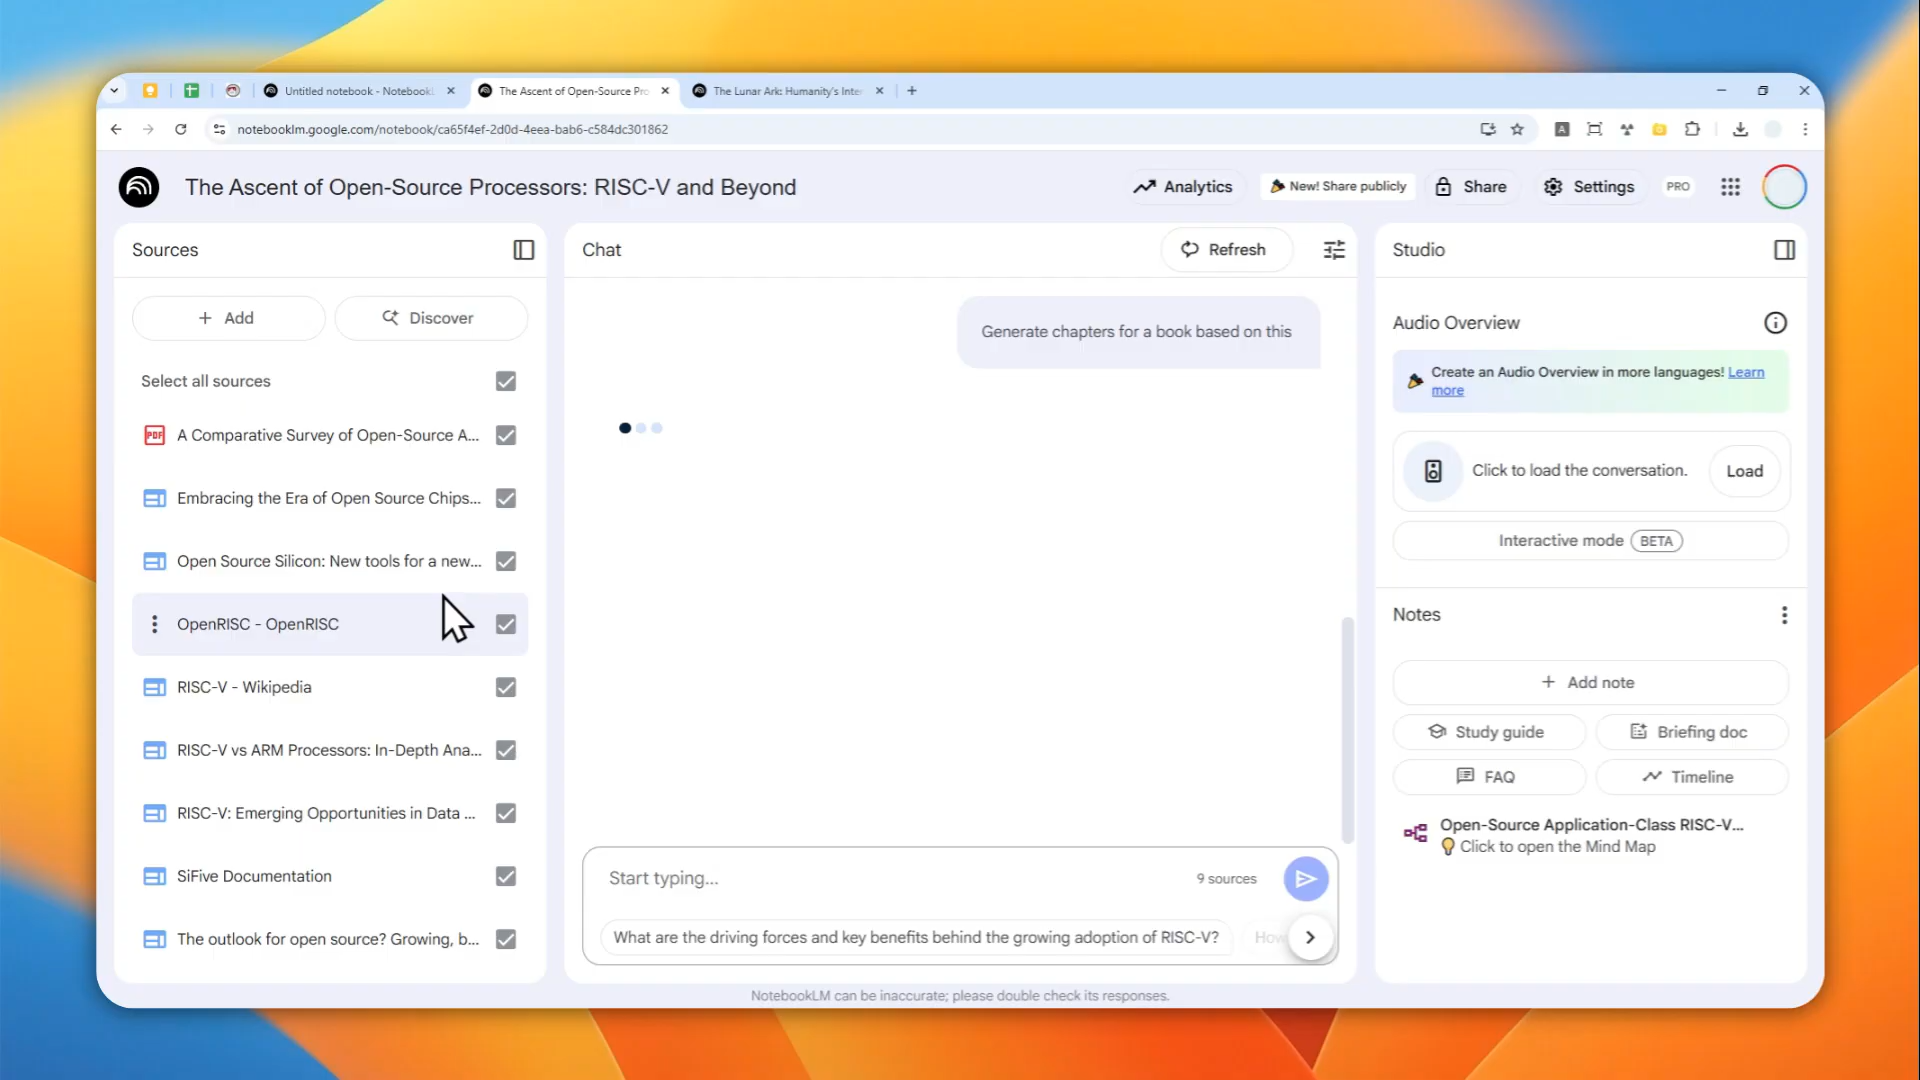 Untitled notebook - Notebook
The Ascent of Open-Source Pro
The Lunar Ark: Humanity's Inter
notebooklm.google.com/notebook/ca65f4ef-2d0d-4eea-bab6-c584dc301862
The Ascent of Open-Source Processors: RISC-V and Beyond
Analytics
New! Share publicly
Share
Settings
PRO
Sources
Add
Discover
Select all sources
PDF
A Comparative Survey of Open-Source A...
Embracing the Era of Open Source Chips...
Open Source Silicon: New tools for a new...
OpenRISC - OpenRISC
RISC-V - Wikipedia
RISC-V vs ARM Processors: In-Depth Ana...
RISC-V: Emerging Opportunities in Data ...
SiFive Documentation
The outlook for open source? Growing, b...
Chat
Refresh
Generate chapters for a book based on this
Start typing...
9 sources
What are the driving forces and key benefits behind the growing adoption of RISC-V?
How
NotebookLM can be inaccurate; please double check its responses.
Studio
Audio Overview
Create an Audio Overview in more languages! Learn
more
Click to load the conversation.
Load
Interactive mode BETA
Notes
Add note
Study guide
Briefing doc
FAQ
Timeline
Open-Source Application-Class RISC-V...
Click to open the Mind Map